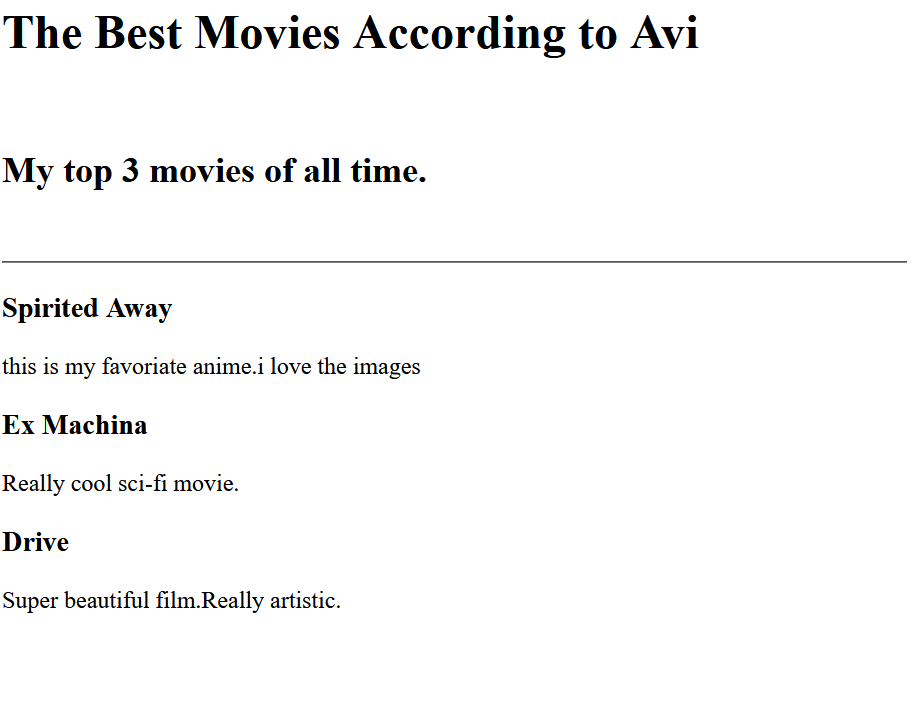 The Best Movies According to Avi
My top 3 movies of all time.
Spirited Away
this is my favoriate anime.i love the images
Ex Machina
Really cool sci-fi movie.
Drive
Super beautiful film.Really artistic.